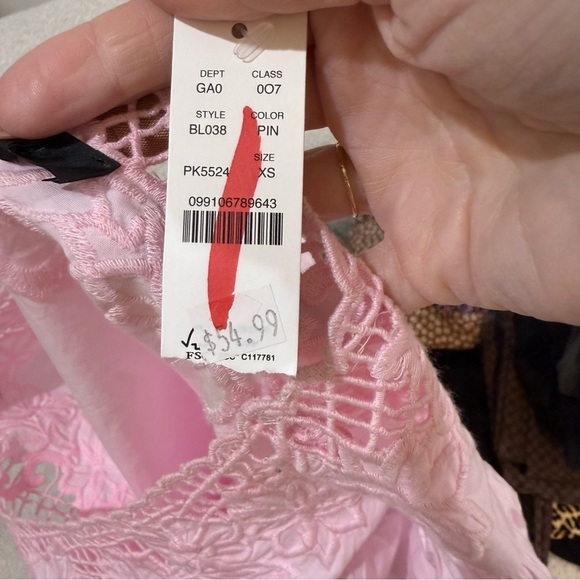 DEPT CLASS
GA0 0O7
STYLE COLOR
BL038 PIN
SIZE
PK5524 XS
099106789643
$54.99
C117781